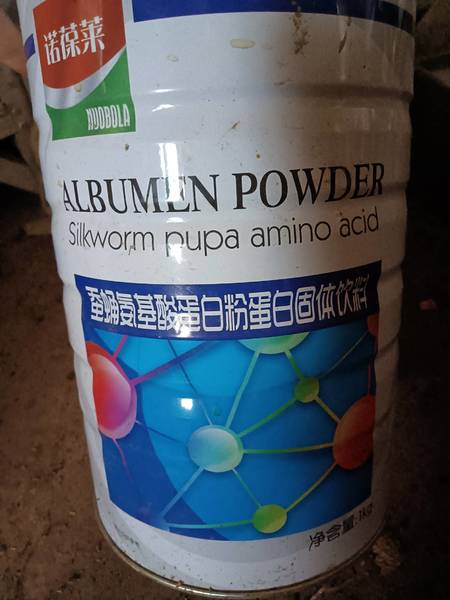 诺葆莱
NUOBOLA
ALBUMEN POWDER
Silkworm pupa amino acid
蚕蛹氨基酸蛋白粉蛋白固体饮料
净含量:1kg